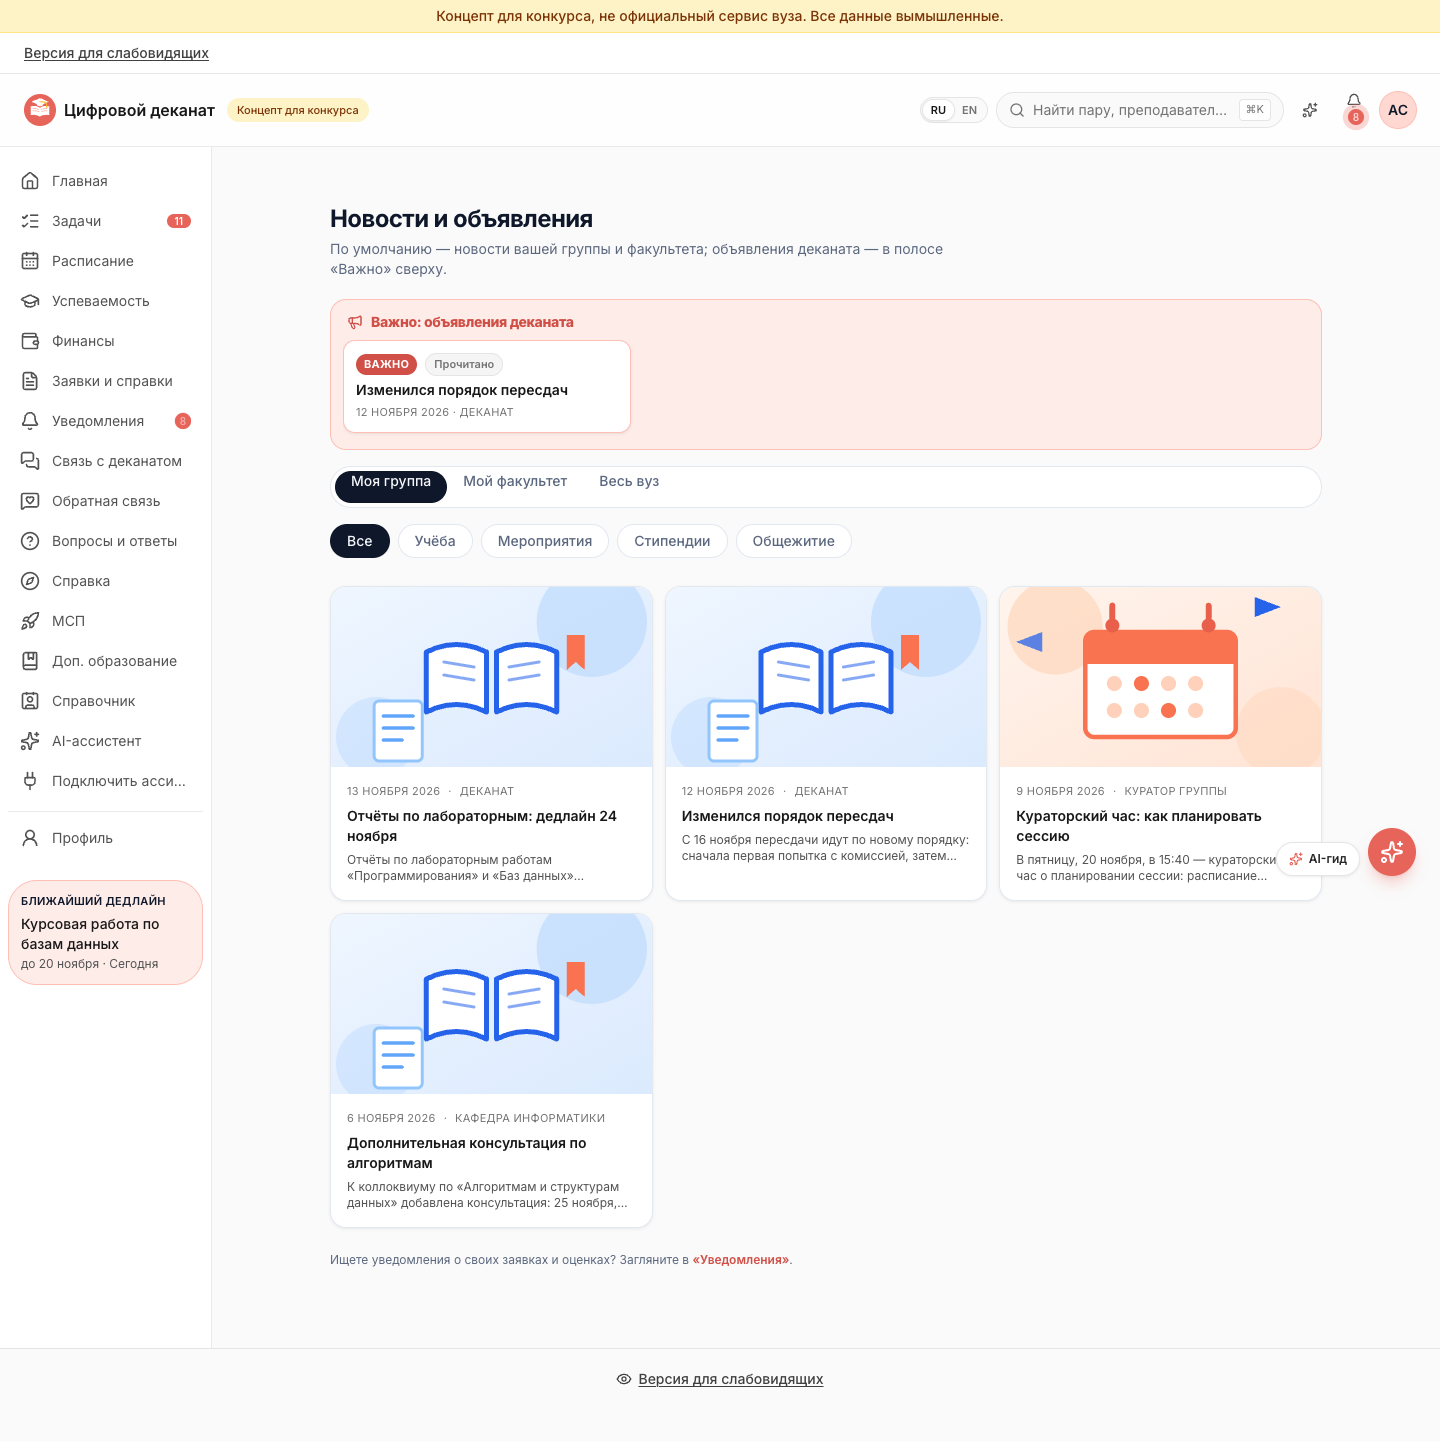 Концепт для конкурса, не официальный сервис вуза. Все данные вымышленные.
Версия для слабовидящих
Цифровой деканат
Концепт для конкурса
RU EN
Найти пару, преподавател...
⌘K
8
АС
Главная
Задачи 11
Расписание
Успеваемость
Финансы
Заявки и справки
Уведомления 8
Связь с деканатом
Обратная связь
Вопросы и ответы
Справка
МСП
Доп. образование
Справочник
AI-ассистент
Подключить асси...
Профиль
БЛИЖАЙШИЙ ДЕДЛАЙН
Курсовая работа по
базам данных
до 20 ноября · Сегодня
Новости и объявления
По умолчанию — новости вашей группы и факультета; объявления деканата — в полосе
«Важно» сверху.
Важно: объявления деканата
ВАЖНО Прочитано
Изменился порядок пересдач
12 НОЯБРЯ 2026 · ДЕКАНАТ
Моя группа Мой факультет Весь вуз
Все Учёба Мероприятия Стипендии Общежитие
13 НОЯБРЯ 2026 · ДЕКАНАТ
Отчёты по лабораторным: дедлайн 24
ноября
Отчёты по лабораторным работам
«Программирования» и «Баз данных»...
12 НОЯБРЯ 2026 · ДЕКАНАТ
Изменился порядок пересдач
С 16 ноября пересдачи идут по новому порядку:
сначала первая попытка с комиссией, затем...
9 НОЯБРЯ 2026 · КУРАТОР ГРУППЫ
Кураторский час: как планировать
сессию
В пятницу, 20 ноября, в 15:40 — кураторски
час о планировании сессии: расписание...
AI-гид
6 НОЯБРЯ 2026 · КАФЕДРА ИНФОРМАТИКИ
Дополнительная консультация по
алгоритмам
К коллоквиуму по «Алгоритмам и структурам
данных» добавлена консультация: 25 ноября,...
Ищете уведомления о своих заявках и оценках? Загляните в «Уведомления».
Версия для слабовидящих